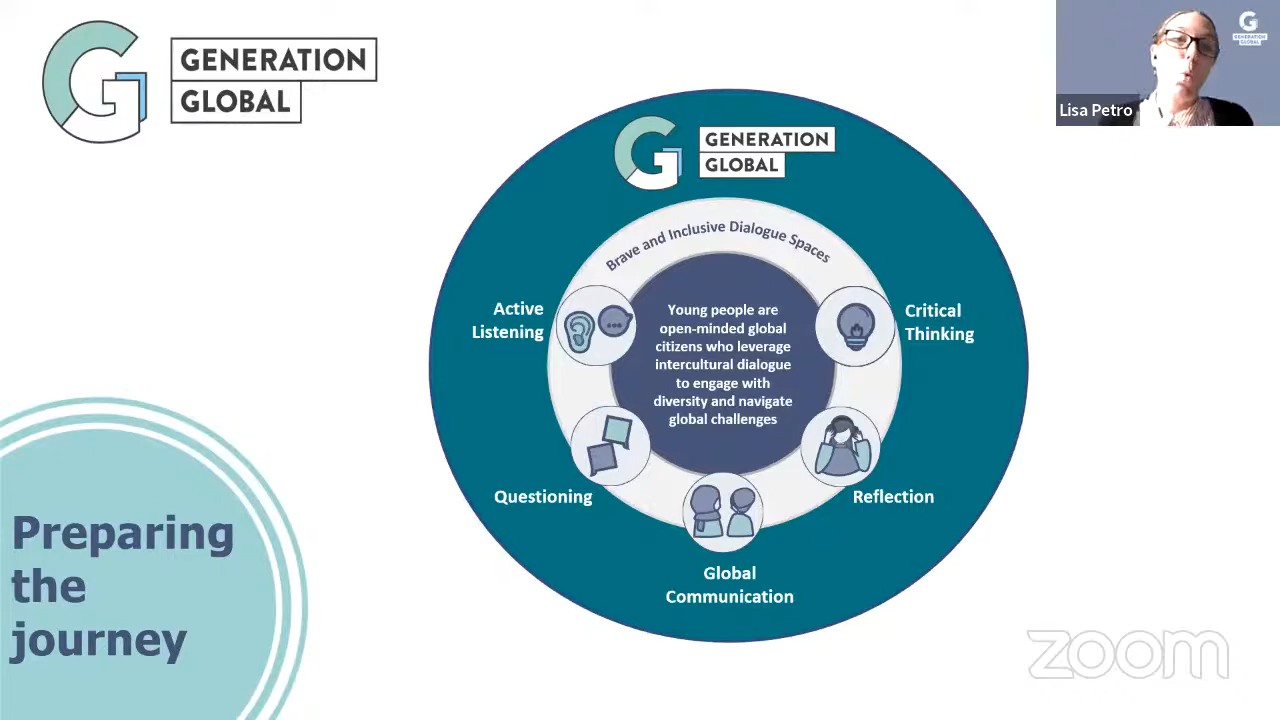 GENERATION
GLOBAL
G
GENERATION
GLOBAL
Lisa Petro
GENERATION
GLOBAL
Brave and Inclusive Dialogue Spaces
Active
Listening
Young people are
open-minded global
citizens who leverage
intercultural dialogue
to engage with
diversity and navigate
global challenges
Critical
Thinking
Questioning
Reflection
Global
Communication
Preparing
the
journey
zoom